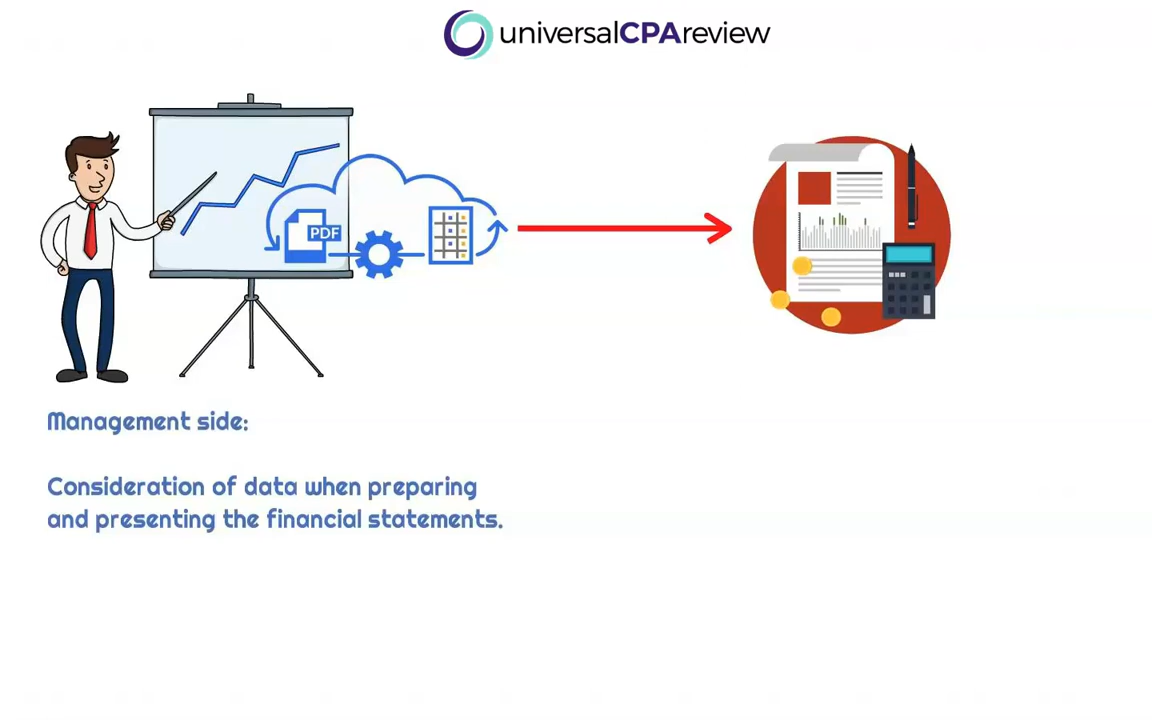 universalCPAreview
PDF
Management side:
Consideration of data when preparing
and presenting the financial statements.